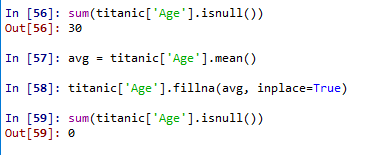 In [56]: sum(titanic['Age'].isnull())
Out[56]: 30
In [57]: avg = titanic['Age'].mean()
In [58]: titanic['Age'].fillna(avg, inplace=True)
In [59]: sum(titanic['Age'].isnull())
Out[59]: 0